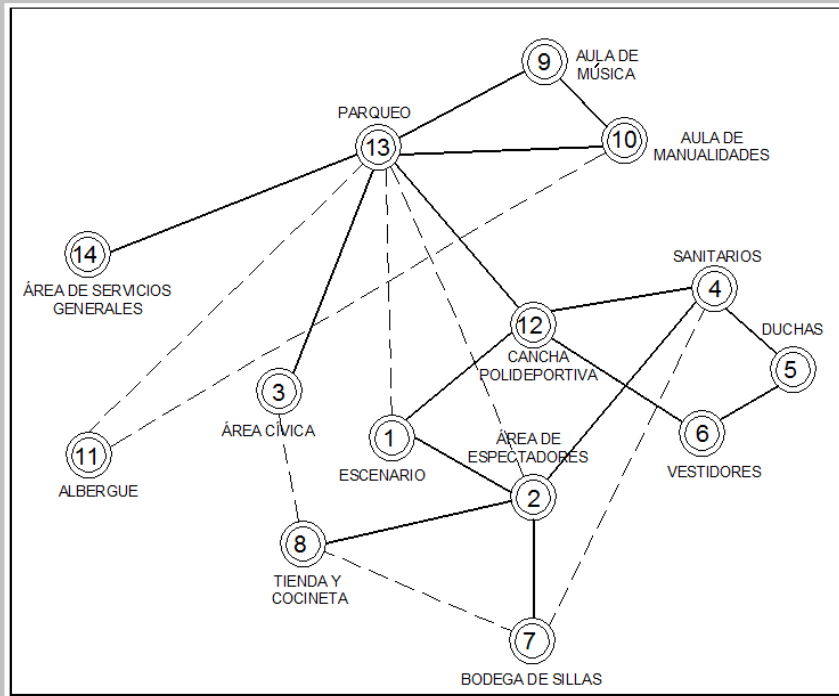 9
AULA DE
MÚSICA
PARQUEO
13
10
AULA DE
MANUALIDADES
14
ÁREA DE SERVICIOS
GENERALES
SANITARIOS
4
12
CANCHA
POLIDEPORTIVA
DUCHAS
5
3
ÁREA CÍVICA
11
ALBERGUE
1
ESCENARIO
ÁREA DE
ESPECTADORES
2
6
VESTIDORES
8
TIENDA Y
COCINETA
7
BODEGA DE SILLAS